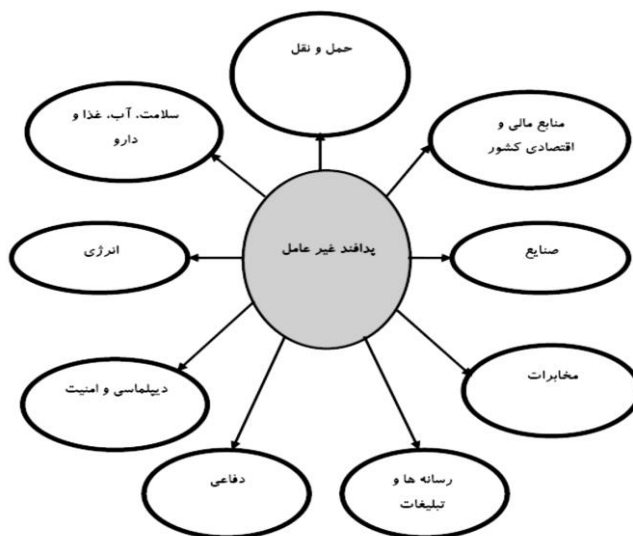 حمل و نقل
سلامت، آب، غذا و
دارو
منابع مالی و
اقتصادی کشور
پدافند غیر عامل
انرژی
صنایع
دیپلماسی و امنیت
مخابرات
دفاعی
رسانه ها و
تبلیغات